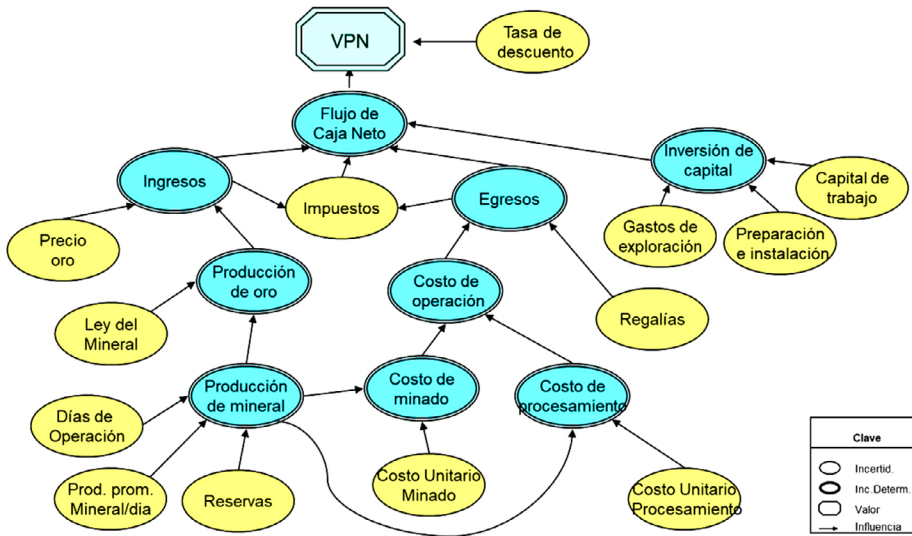 VPN
Tasa de
descuento
Flujo de
Caja Neto
Ingresos
Impuestos
Egresos
Inversión de
capital
Capital de
trabajo
Gastos de
exploración
Preparación
e instalación
Precio
oro
Producción
de oro
Costo de
operación
Regalías
Ley del
Mineral
Producción
de mineral
Costo de
minado
Costo de
procesamiento
Días de
Operación
Prod. prom.
Mineral/dia
Reservas
Costo Unitario
Minado
Costo Unitario
Procesamiento
Clave
Incertid.
Inc.Determ.
Valor
Influencia